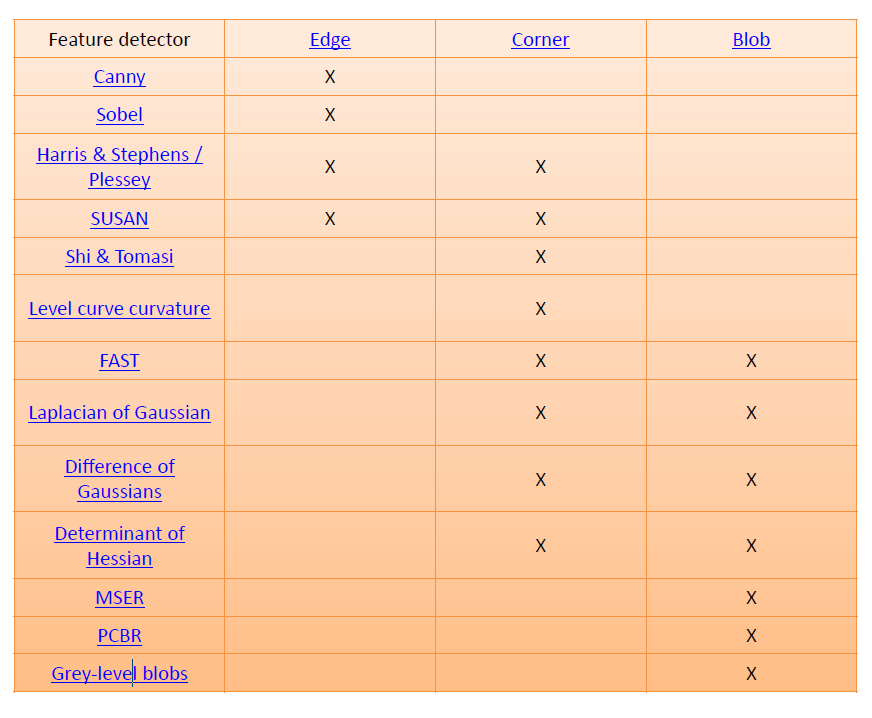 Feature detector Edge Corner Blob
Canny X
Sobel X
Harris & Stephens /
Plessey X X
SUSAN X X
Shi & Tomasi X
Level curve curvature X
FAST X X
Laplacian of Gaussian X X
Difference of
Gaussians X X
Determinant of
Hessian X X
MSER X
PCBR X
Grey-level blobs X